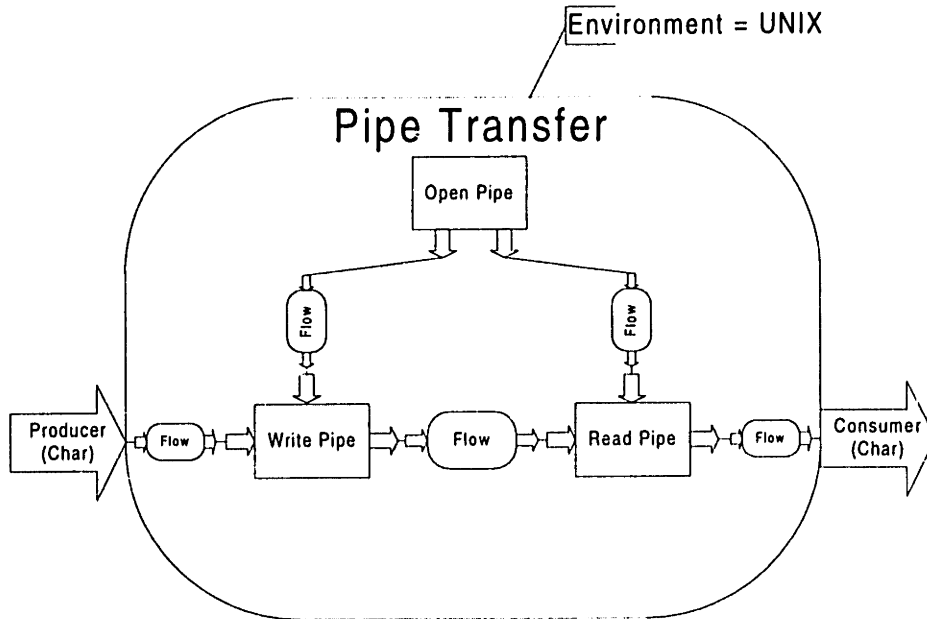 Environment = UNIX
Pipe Transfer
Open Pipe
Flow
Flow
Producer
(Char)
Flow
Write Pipe
Flow
Read Pipe
Flow
Consumer
(Char)